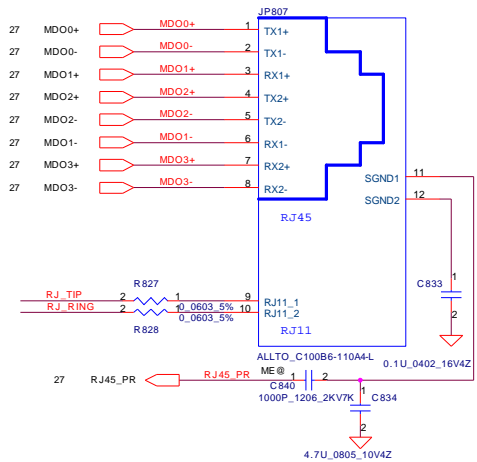 JP807
27 MDO0+ MDO0+ 1 TX1+
27 MDO0- MDO0- 2 TX1-
27 MDO1+ MDO1+ 3 RX1+
27 MDO2+ MDO2+ 4 TX2+
27 MDO2- MDO2- 5 TX2-
27 MDO1- MDO1- 6 RX1-
27 MDO3+ MDO3+ 7 RX2+
27 MDO3- MDO3- 8 RX2-
SGND1 11
SGND2 12
RJ45
C833 1 2
0.1U_0402_16V4Z
R827
RJ_TIP 2 1 9 RJ11_1
0_0603_5%
RJ_RING 2 1 10 RJ11_2
R828 0_0603_5%
RJ11
ALLTO_C100B6-110A4-L
ME@
27 RJ45_PR RJ45_PR 1 2
C840
1000P_1206_2KV7K
C834 1 2
4.7U_0805_10V4Z